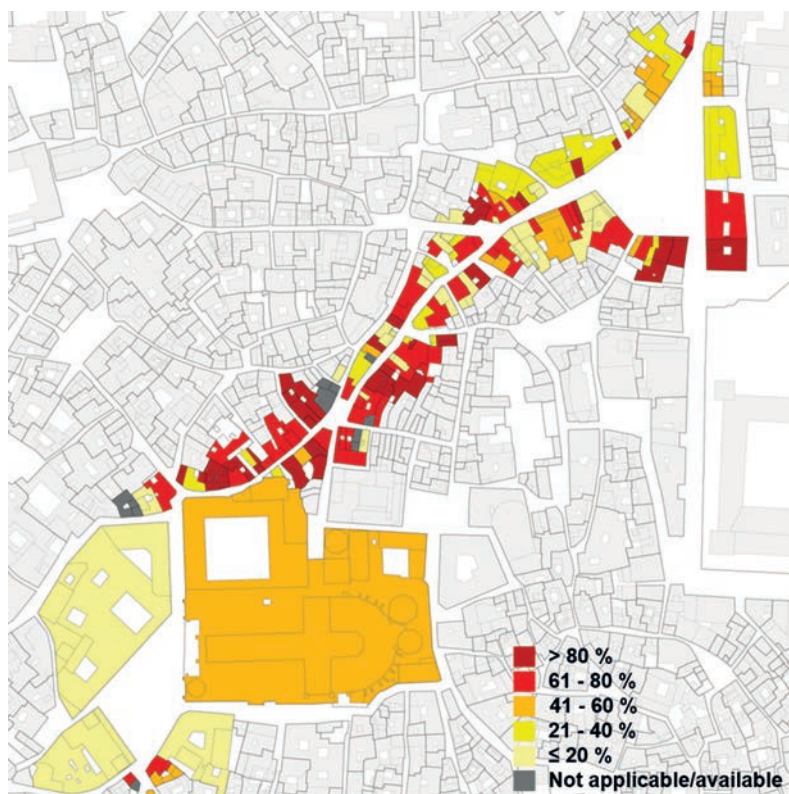 > 80 %
61 - 80 %
41 - 60 %
21 - 40 %
≤ 20 %
Not applicable/available